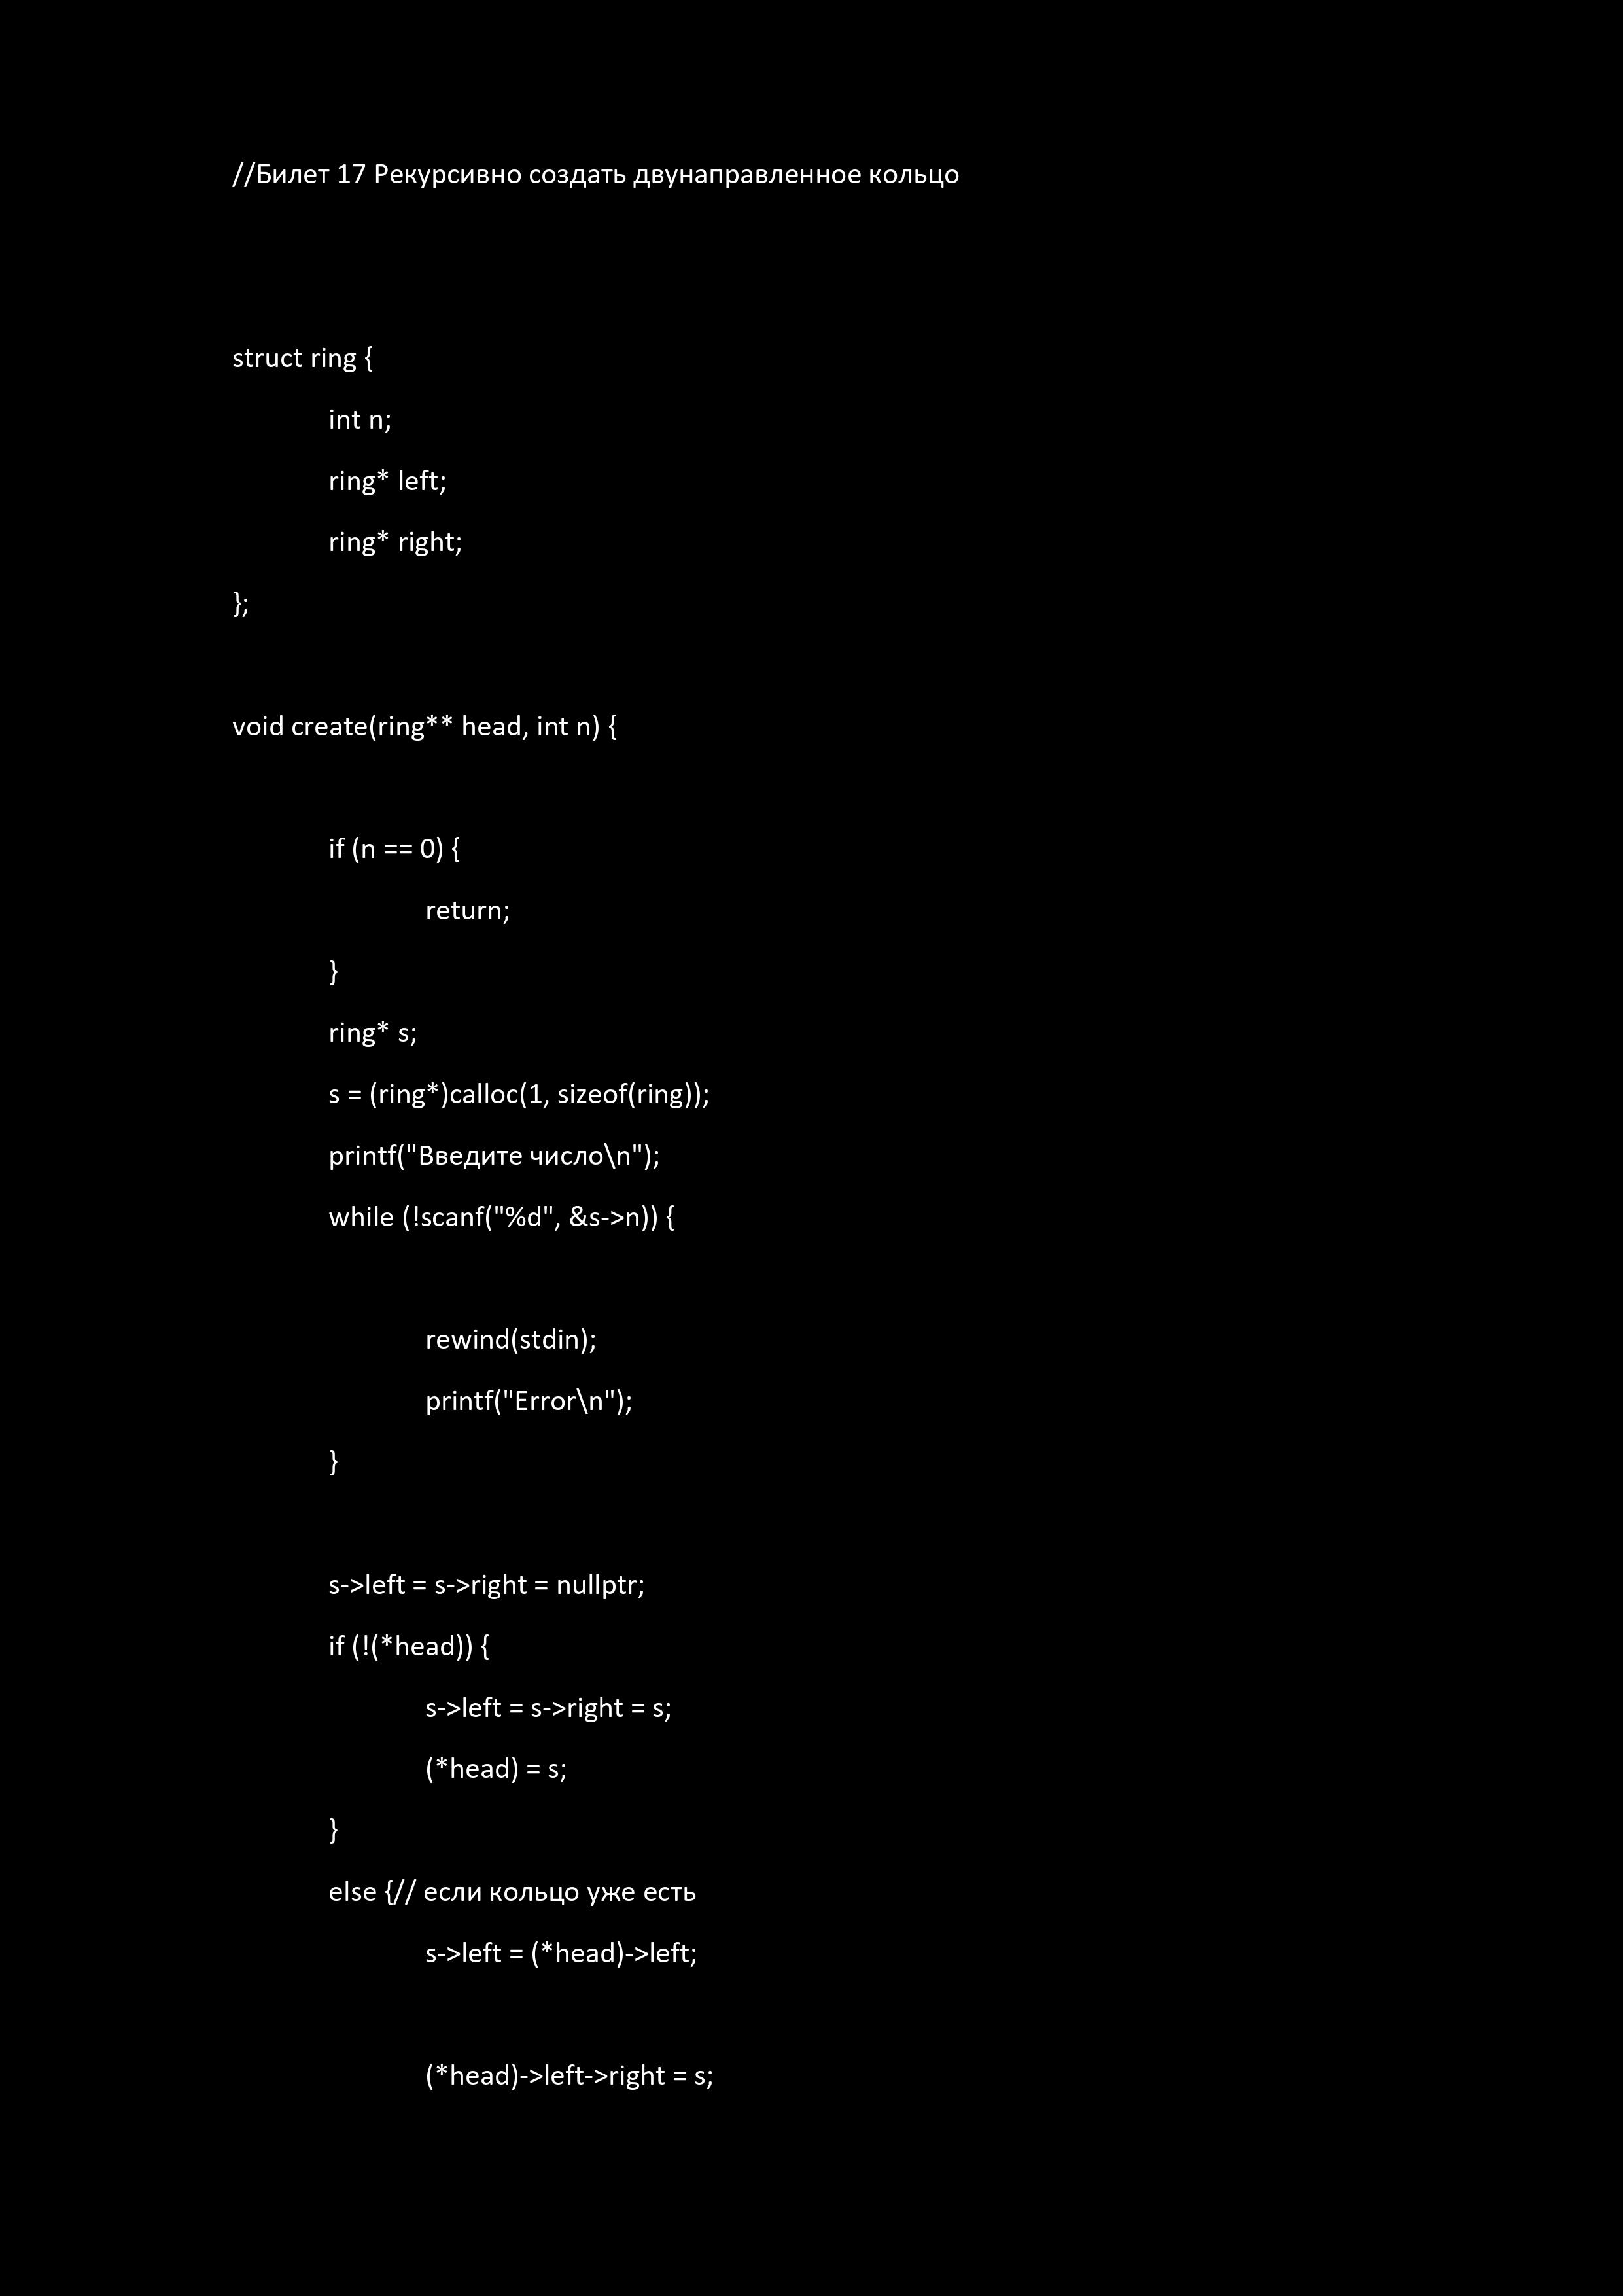 //Билет 17 Рекурсивно создать двунаправленное кольцо
struct ring {
int n;
ring* left;
ring* right;
};
void create(ring** head, int n) {
if (n == 0) {
return;
}
ring* s;
s = (ring*)calloc(1, sizeof(ring));
printf("Введите число\n");
while (!scanf("%d", &s->n)) {
rewind(stdin);
printf("Error\n");
}
s->left = s->right = nullptr;
if (!(*head)) {
s->left = s->right = s;
(*head) = s;
}
else {// если кольцо уже есть
s->left = (*head)->left;
(*head)->left->right = s;